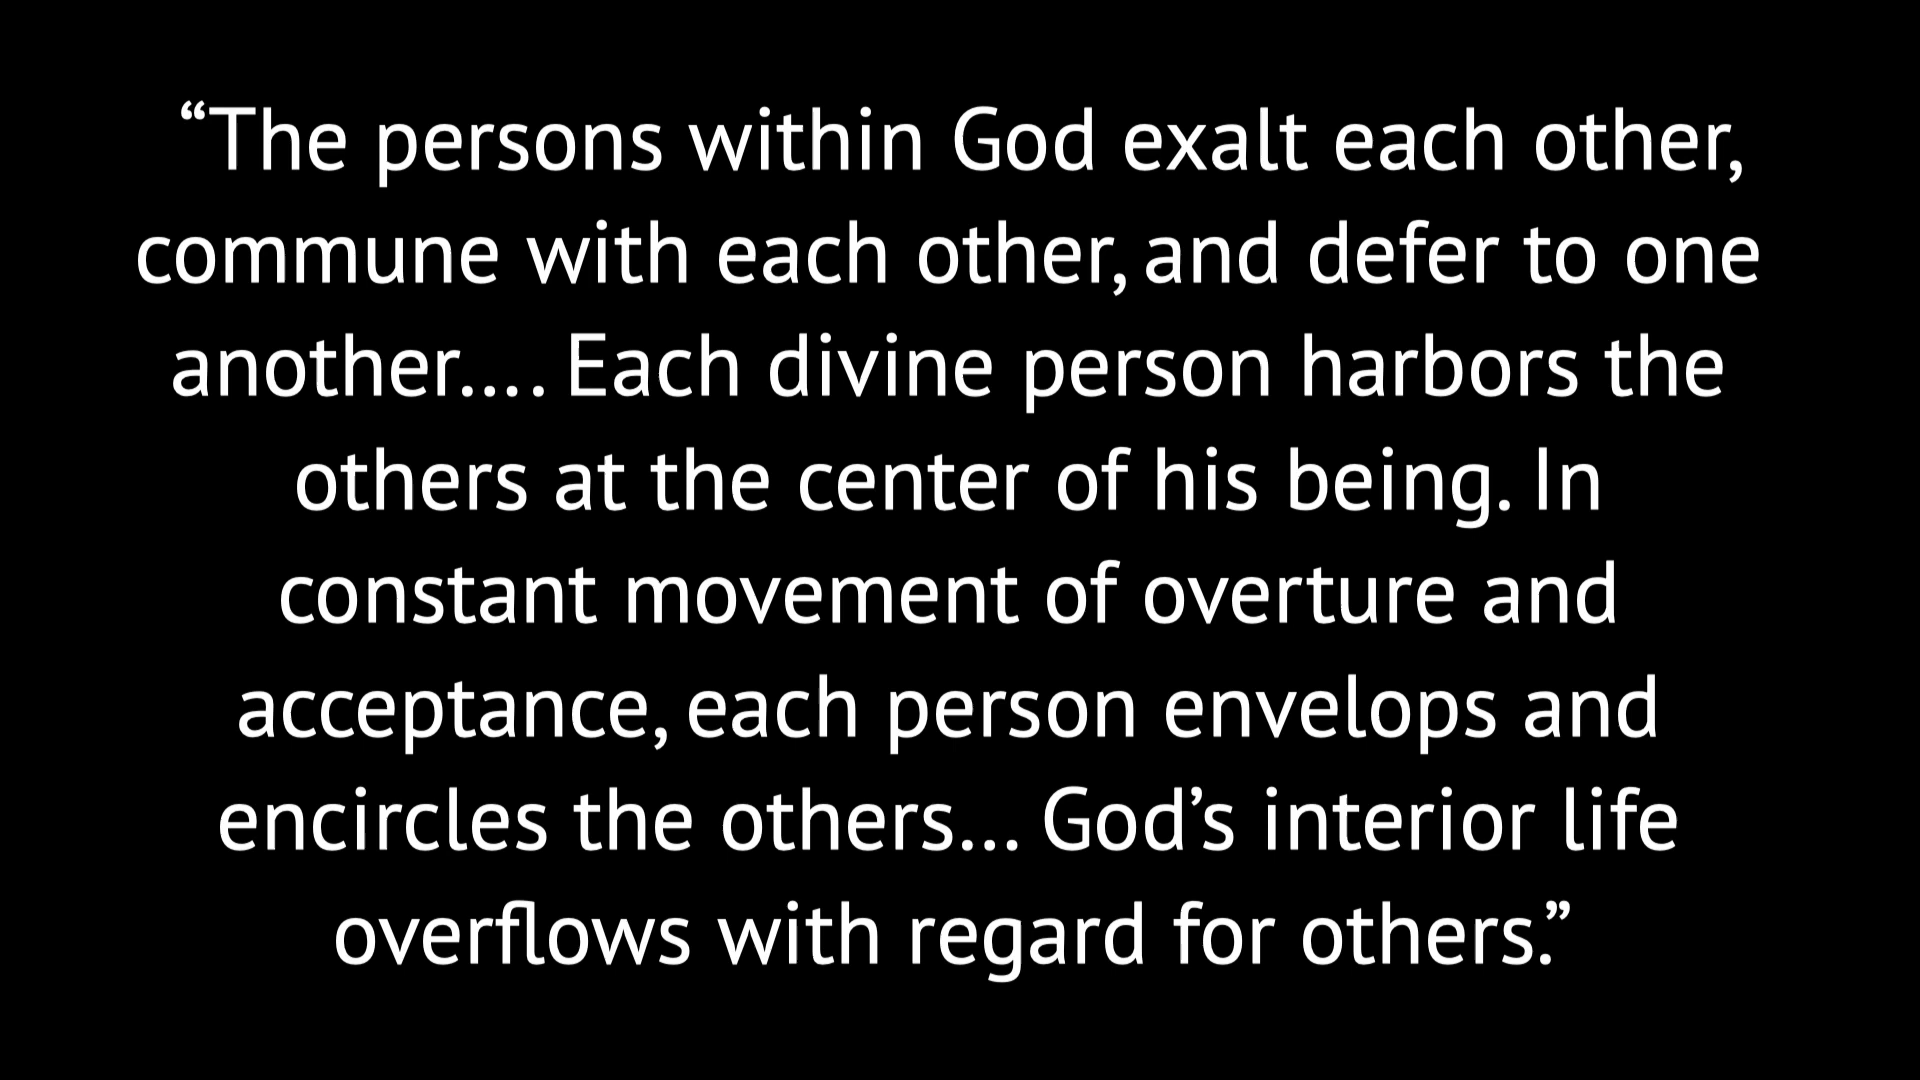 “The persons within God exalt each other,
commune with each other, and defer to one
another…. Each divine person harbors the
others at the center of his being. In
constant movement of overture and
acceptance, each person envelops and
encircles the others… God’s interior life
overflows with regard for others.”